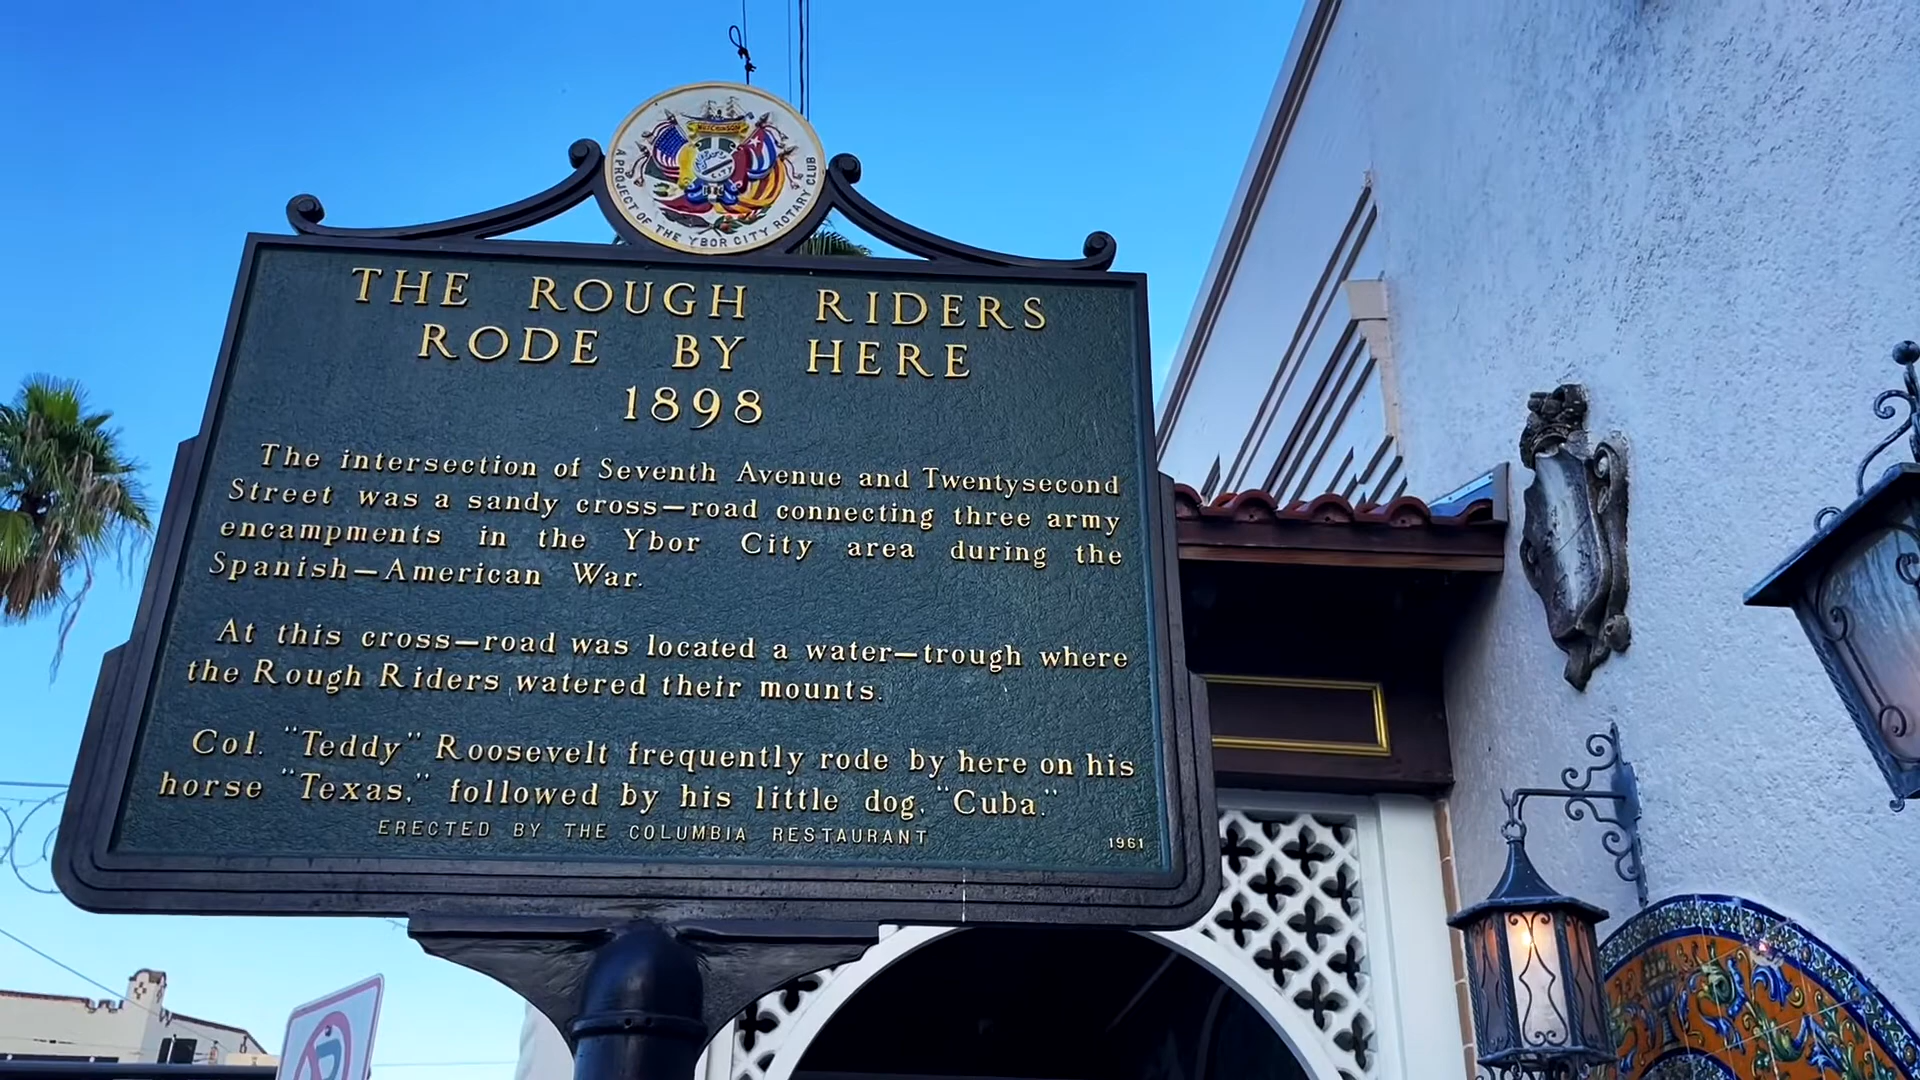 HUTCHINSON
YBOR
CITY
A PROJECT OF THE YBOR CITY ROTARY CLUB
THE ROUGH RIDERS
RODE BY HERE
1898
The intersection of Seventh Avenue and Twentysecond
Street was a sandy cross-road connecting three army
encampments in the Ybor City area during the
Spanish-American War.
At this cross-road was located a water-trough where
the Rough Riders watered their mounts.
Col. "Teddy" Roosevelt frequently rode by here on his
horse "Texas," followed by his little dog, "Cuba."
ERECTED BY THE COLUMBIA RESTAURANT
1961